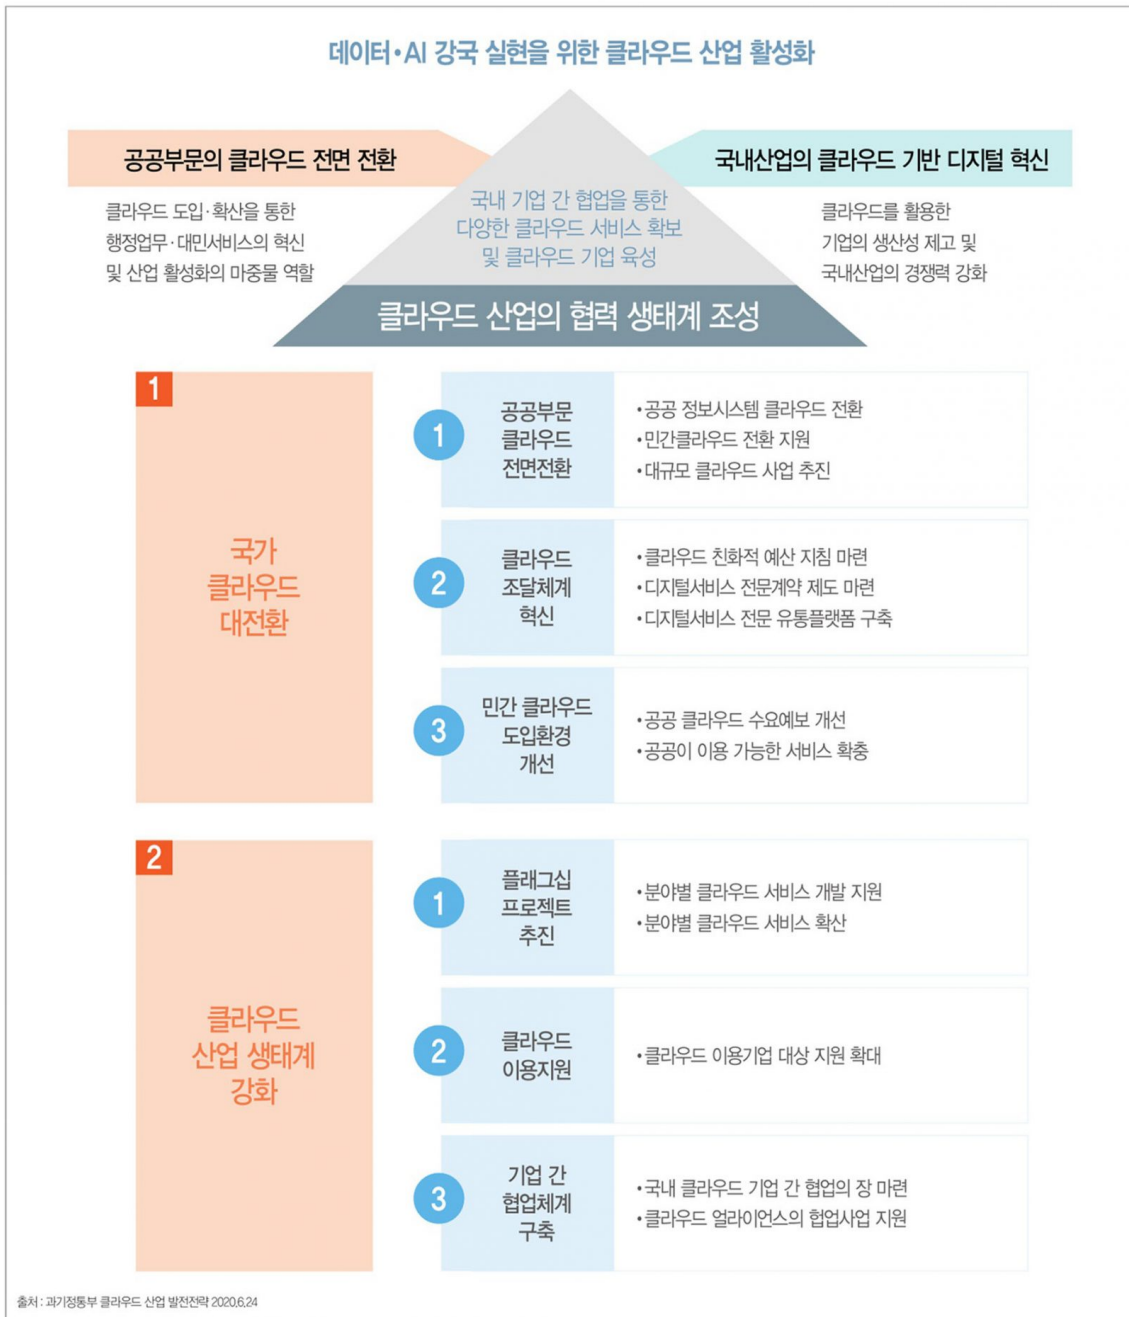 데이터·AI 강국 실현을 위한 클라우드 산업 활성화
공공부문의 클라우드 전면 전환
클라우드 도입·확산을 통한
행정업무·대민서비스의 혁신
및 산업 활성화의 마중물 역할
국내 기업 간 협업을 통한
다양한 클라우드 서비스 확보
및 클라우드 기업 육성
국내산업의 클라우드 기반 디지털 혁신
클라우드를 활용한
기업의 생산성 제고 및
국내산업의 경쟁력 강화
클라우드 산업의 협력 생태계 조성
1
국가
클라우드
대전환
1
공공부문
클라우드
전면전환
•공공 정보시스템 클라우드 전환
•민간클라우드 전환 지원
•대규모 클라우드 사업 추진
2
클라우드
조달체계
혁신
•클라우드 친화적 예산 지침 마련
•디지털서비스 전문계약 제도 마련
•디지털서비스 전문 유통플랫폼 구축
3
민간 클라우드
도입환경
개선
•공공 클라우드 수요예보 개선
•공공이 이용 가능한 서비스 확충
2
클라우드
산업 생태계
강화
1
플래그십
프로젝트
추진
•분야별 클라우드 서비스 개발 지원
•분야별 클라우드 서비스 확산
2
클라우드
이용지원
•클라우드 이용기업 대상 지원 확대
3
기업 간
협업체계
구축
•국내 클라우드 기업 간 협업의 장 마련
•클라우드 얼라이언스의 협업사업 지원
출처 : 과기정통부 클라우드 산업 발전전략 2020.6.24